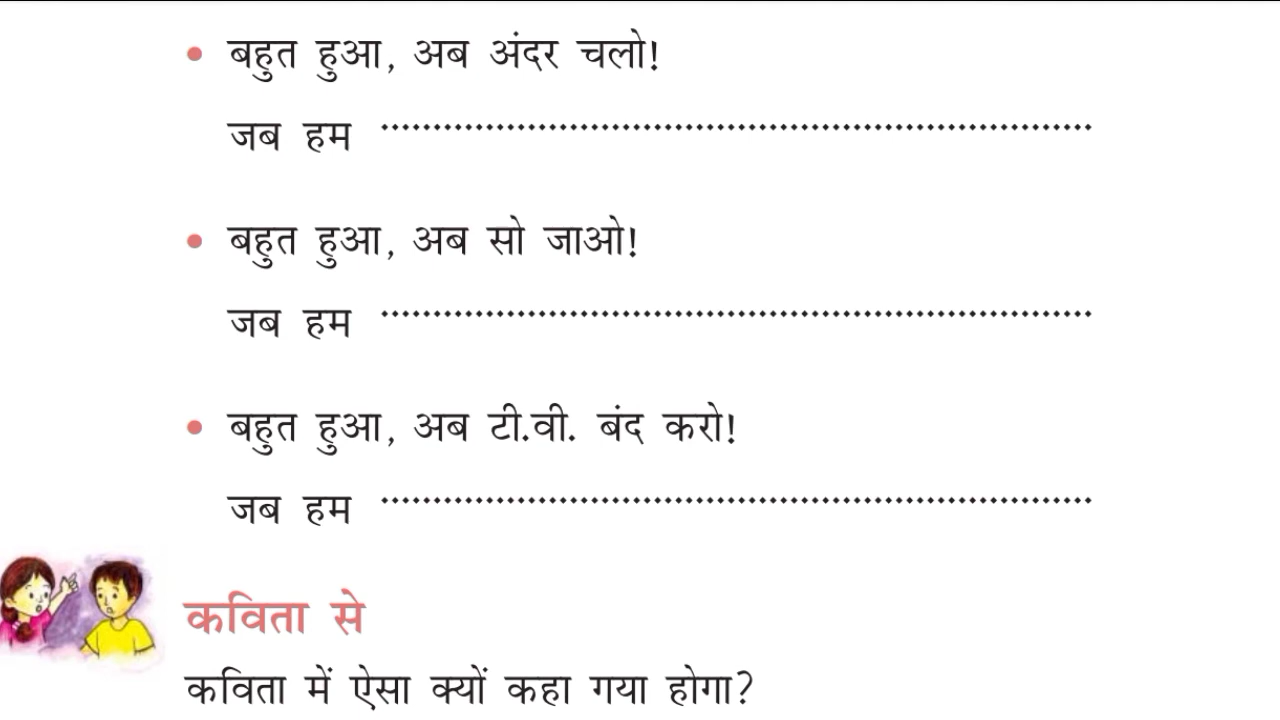 • बहुत हुआ, अब अंदर चलो!
जब हम ........................................................................
• बहुत हुआ, अब सो जाओ!
जब हम ........................................................................
• बहुत हुआ, अब टी.वी. बंद करो!
जब हम ........................................................................
कविता से
कविता में ऐसा क्यों कहा गया होगा?